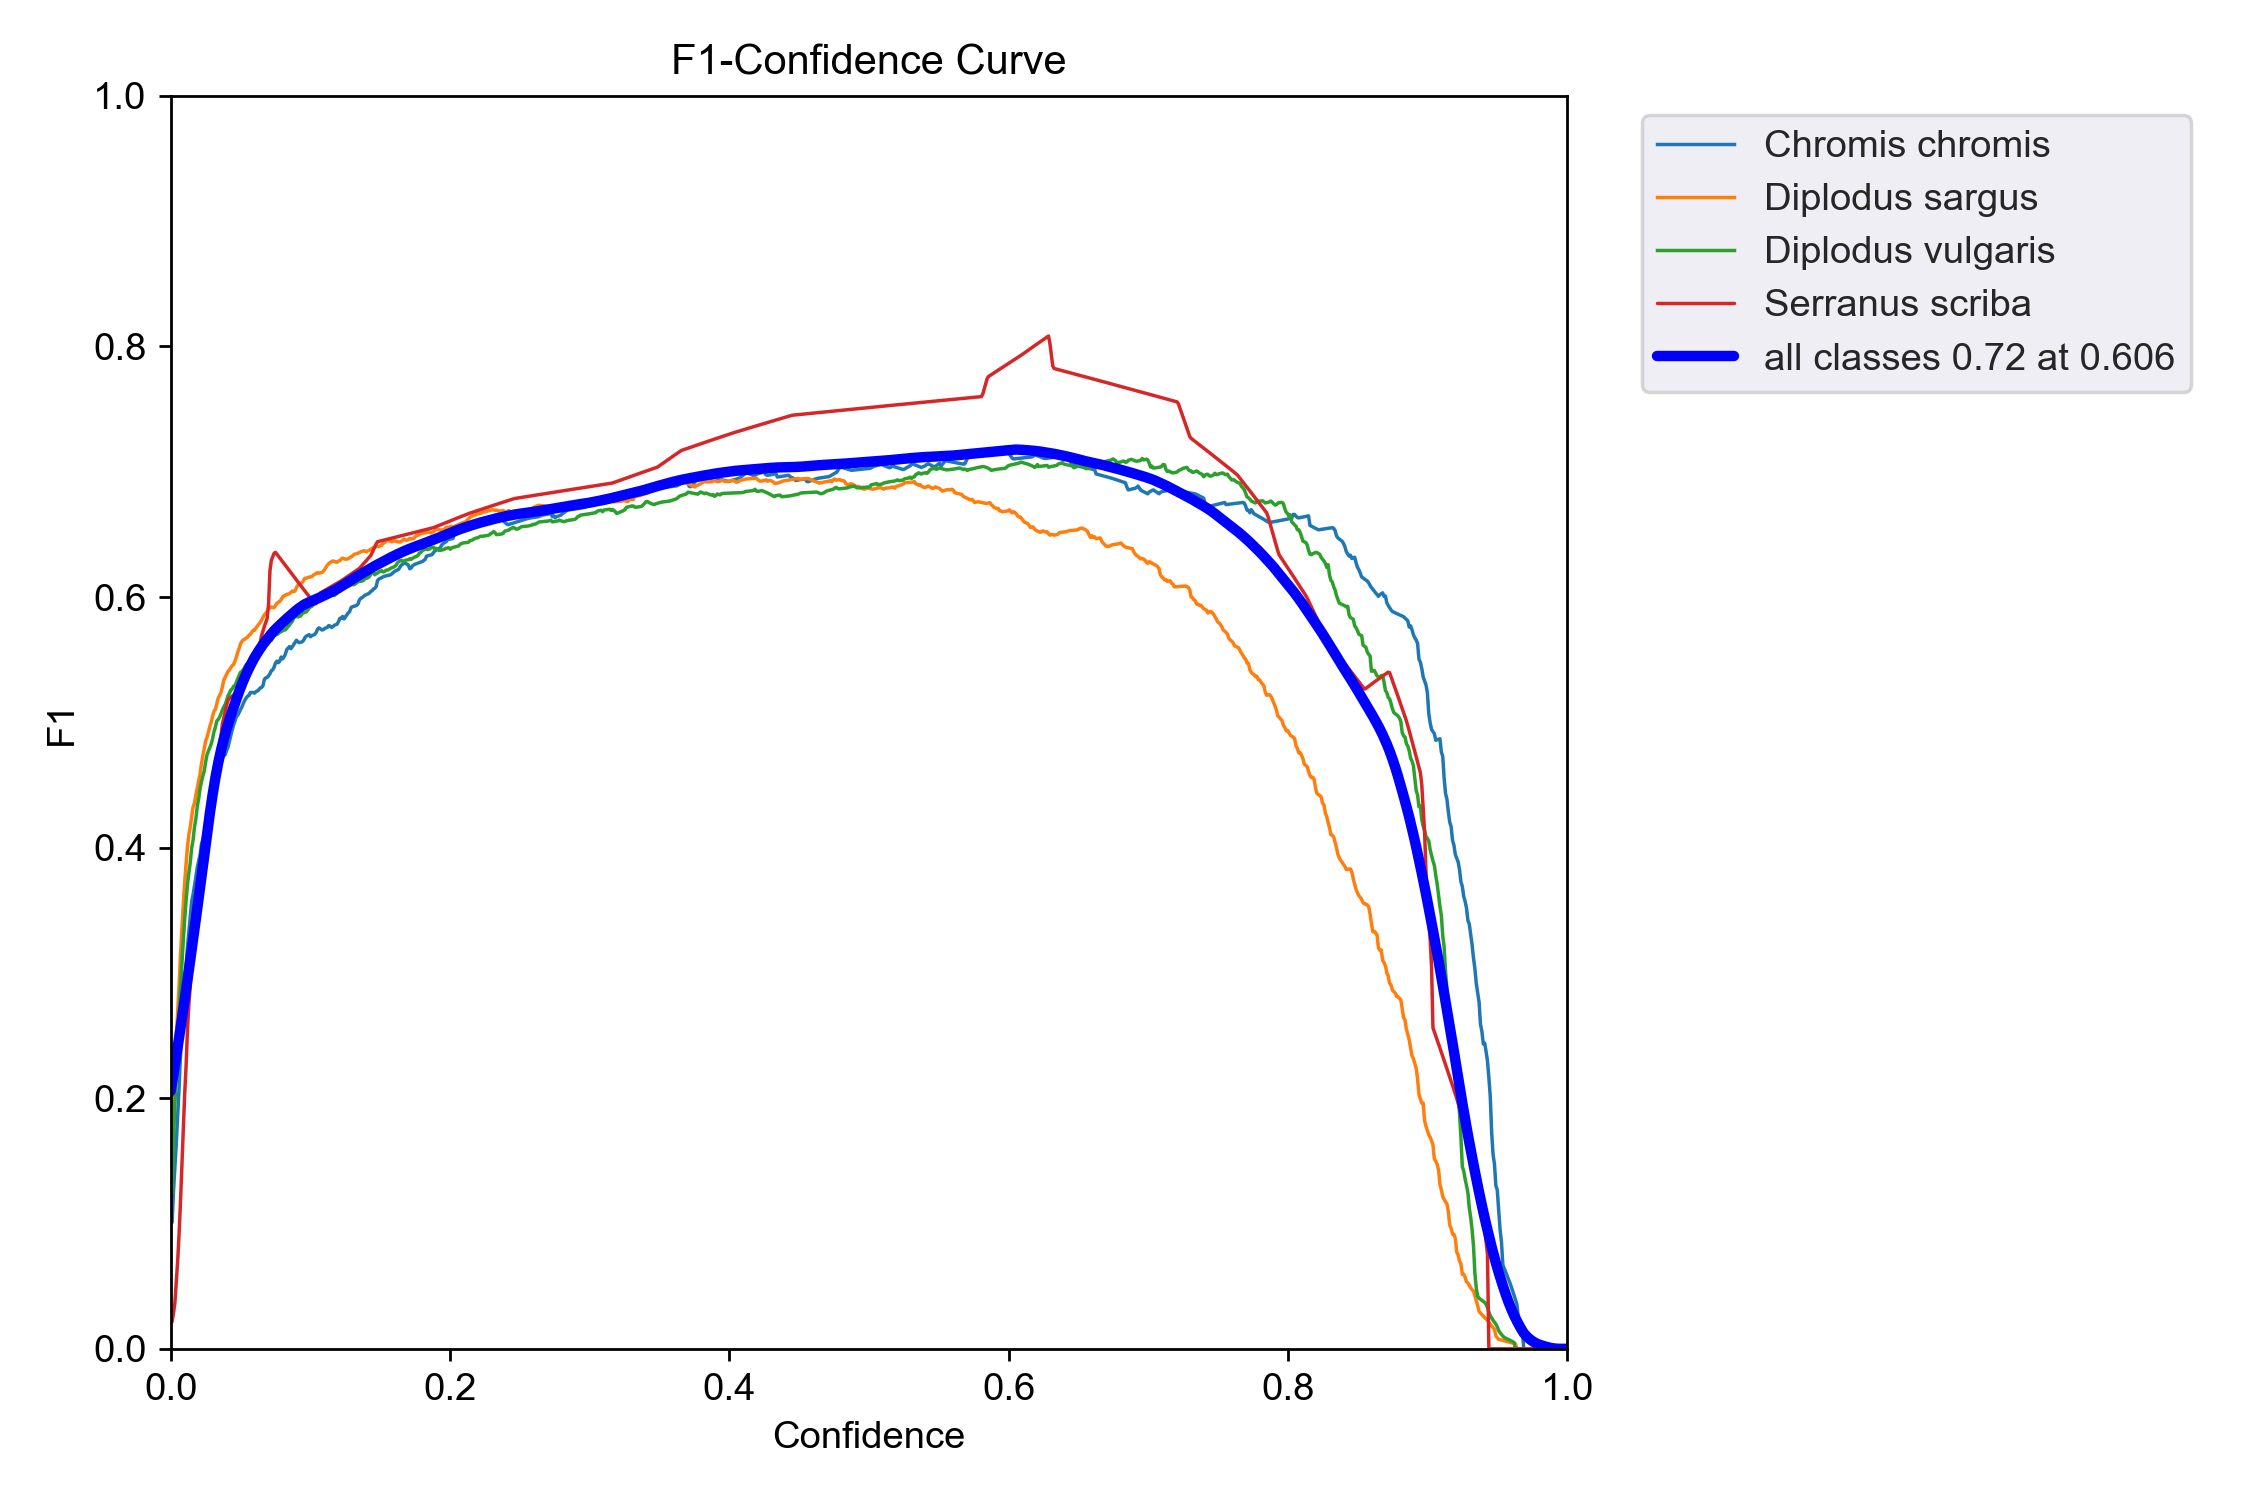 F1-Confidence Curve
1.0
0.8
0.6
0.4
0.2
0.0
F1
0.0 0.2 0.4 0.6 0.8 1.0
Confidence
Chromis chromis
Diplodus sargus
Diplodus vulgaris
Serranus scriba
all classes 0.72 at 0.606